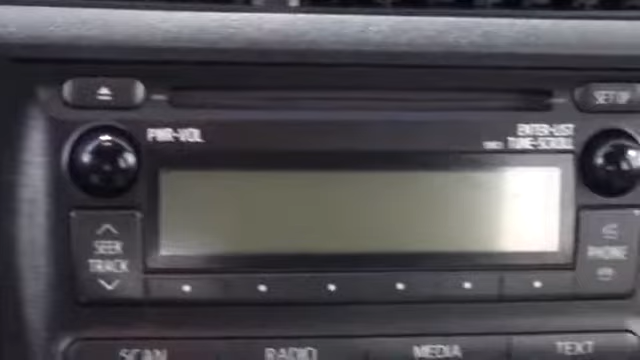 SETUP
PWR·VOL
ENTER·LIST
TUNE·SCROLL
SEEK
TRACK
PHONE
SCAN
RADIO
MEDIA
TEXT